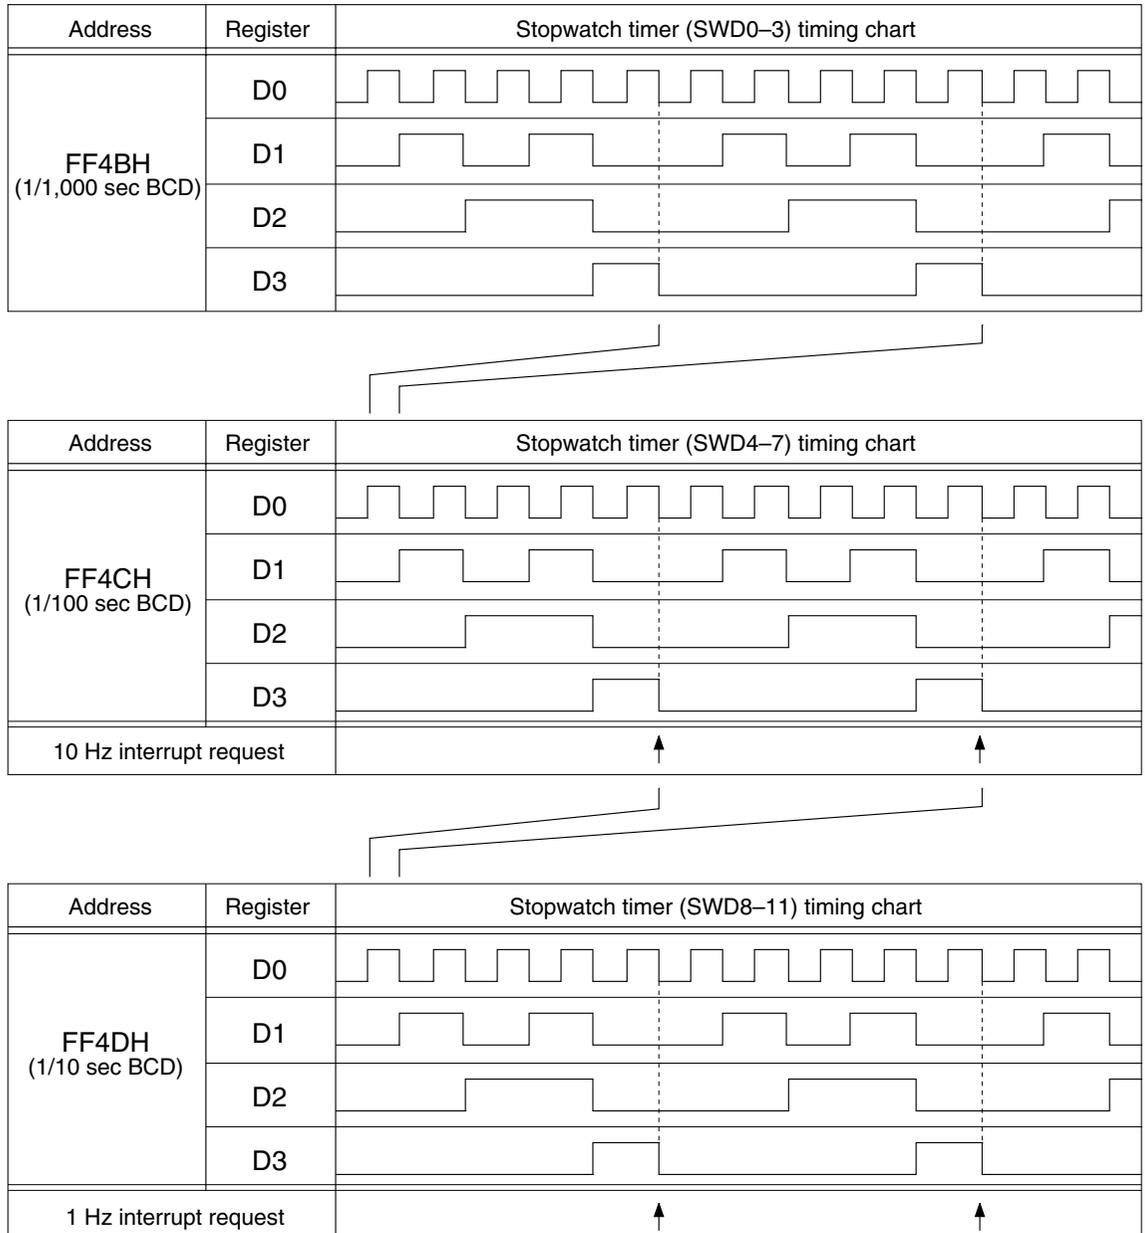 Address Register Stopwatch timer (SWD0–3) timing chart
FF4BH
(1/1,000 sec BCD)
D0
D1
D2
D3
Address Register Stopwatch timer (SWD4–7) timing chart
FF4CH
(1/100 sec BCD)
D0
D1
D2
D3
10 Hz interrupt request
Address Register Stopwatch timer (SWD8–11) timing chart
FF4DH
(1/10 sec BCD)
D0
D1
D2
D3
1 Hz interrupt request